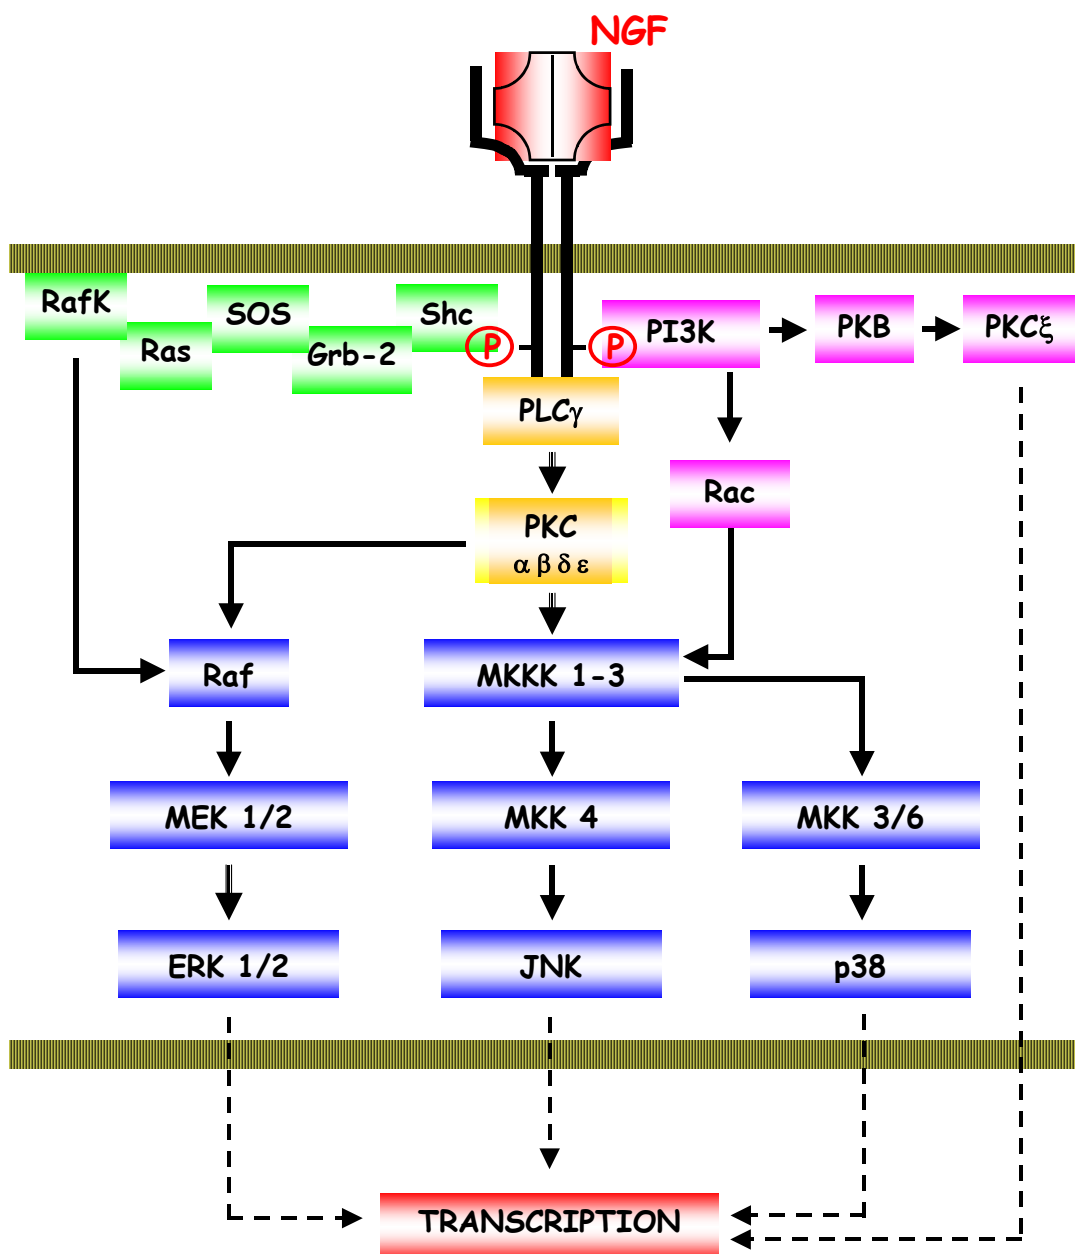 NGF
RafK
SOS
Shc
Ras
Grb-2
P
P
PI3K
PKB
PKCξ
PLCγ
Rac
PKC
α β δ ε
Raf
MKKK 1-3
MEK 1/2
MKK 4
MKK 3/6
ERK 1/2
JNK
p38
TRANSCRIPTION